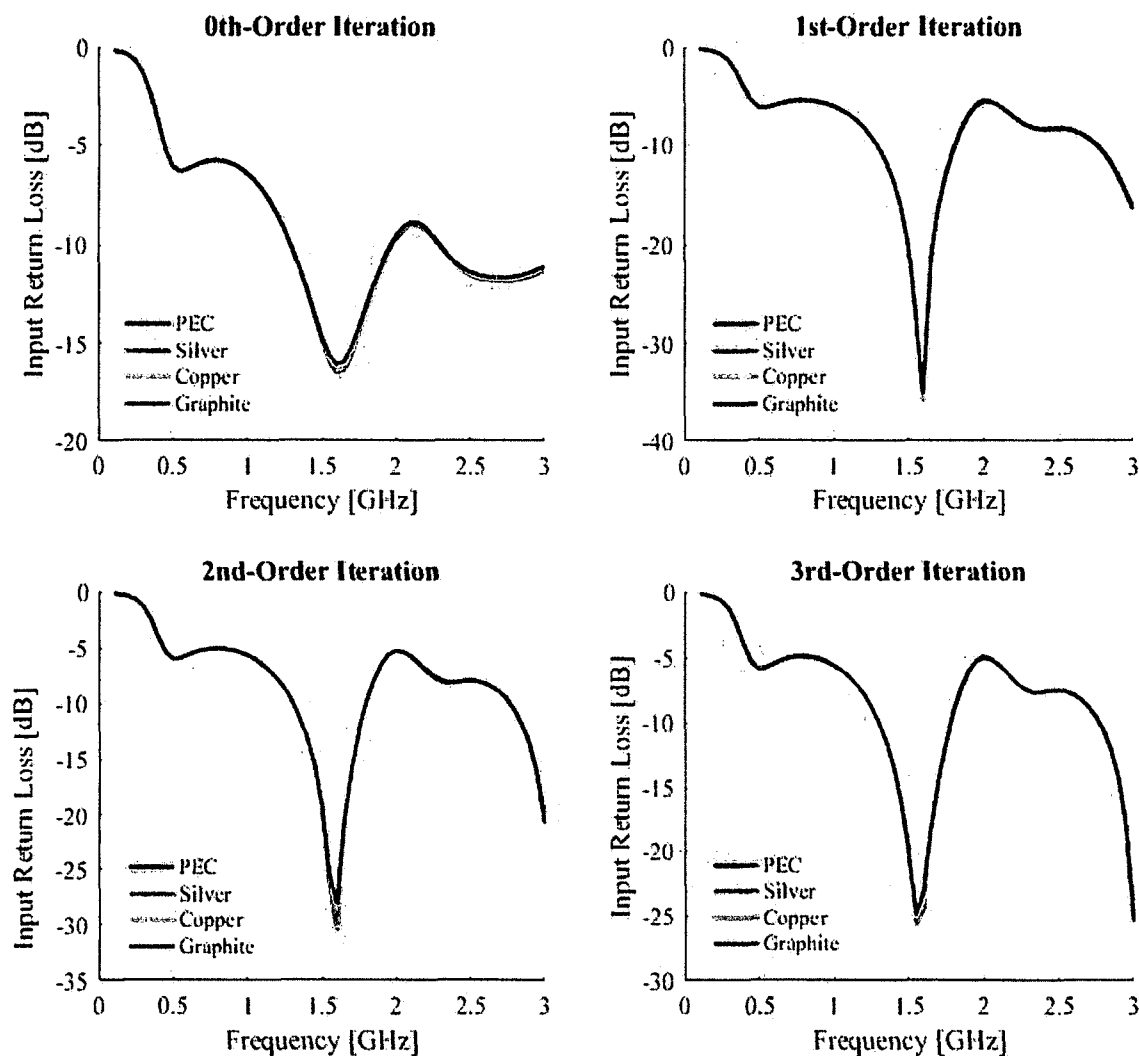 0th-Order Iteration
0
-5
-10
-15
-20
Input Return Loss [dB]
PEC
Silver
Copper
Graphite
0 0.5 1 1.5 2 2.5 3
Frequency [GHz]
1st-Order Iteration
0
-10
-20
-30
-40
Input Return Loss [dB]
PEC
Silver
Copper
Graphite
0 0.5 1 1.5 2 2.5 3
Frequency [GHz]
2nd-Order Iteration
0
-5
-10
-15
-20
-25
-30
-35
Input Return Loss [dB]
PEC
Silver
Copper
Graphite
0 0.5 1 1.5 2 2.5 3
Frequency [GHz]
3rd-Order Iteration
0
-5
-10
-15
-20
-25
-30
Input Return Loss [dB]
PEC
Silver
Copper
Graphite
0 0.5 1 1.5 2 2.5 3
Frequency [GHz]